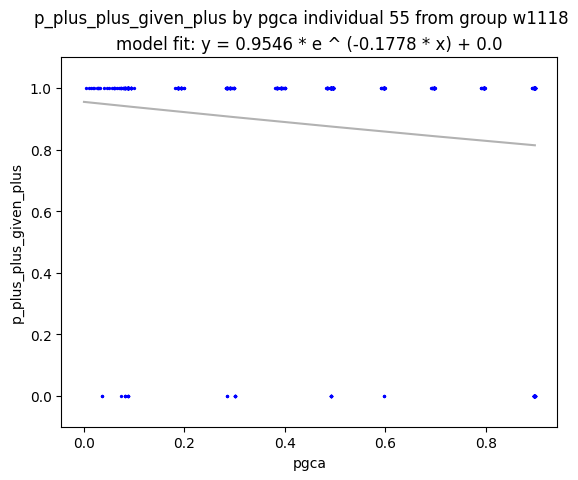 p_plus_plus_given_plus by pgca individual 55 from group w1118
model fit: y = 0.9546 * e ^ (-0.1778 * x) + 0.0
1.0
0.8
0.6
0.4
0.2
0.0
p_plus_plus_given_plus
0.0 0.2 0.4 0.6 0.8
pgca